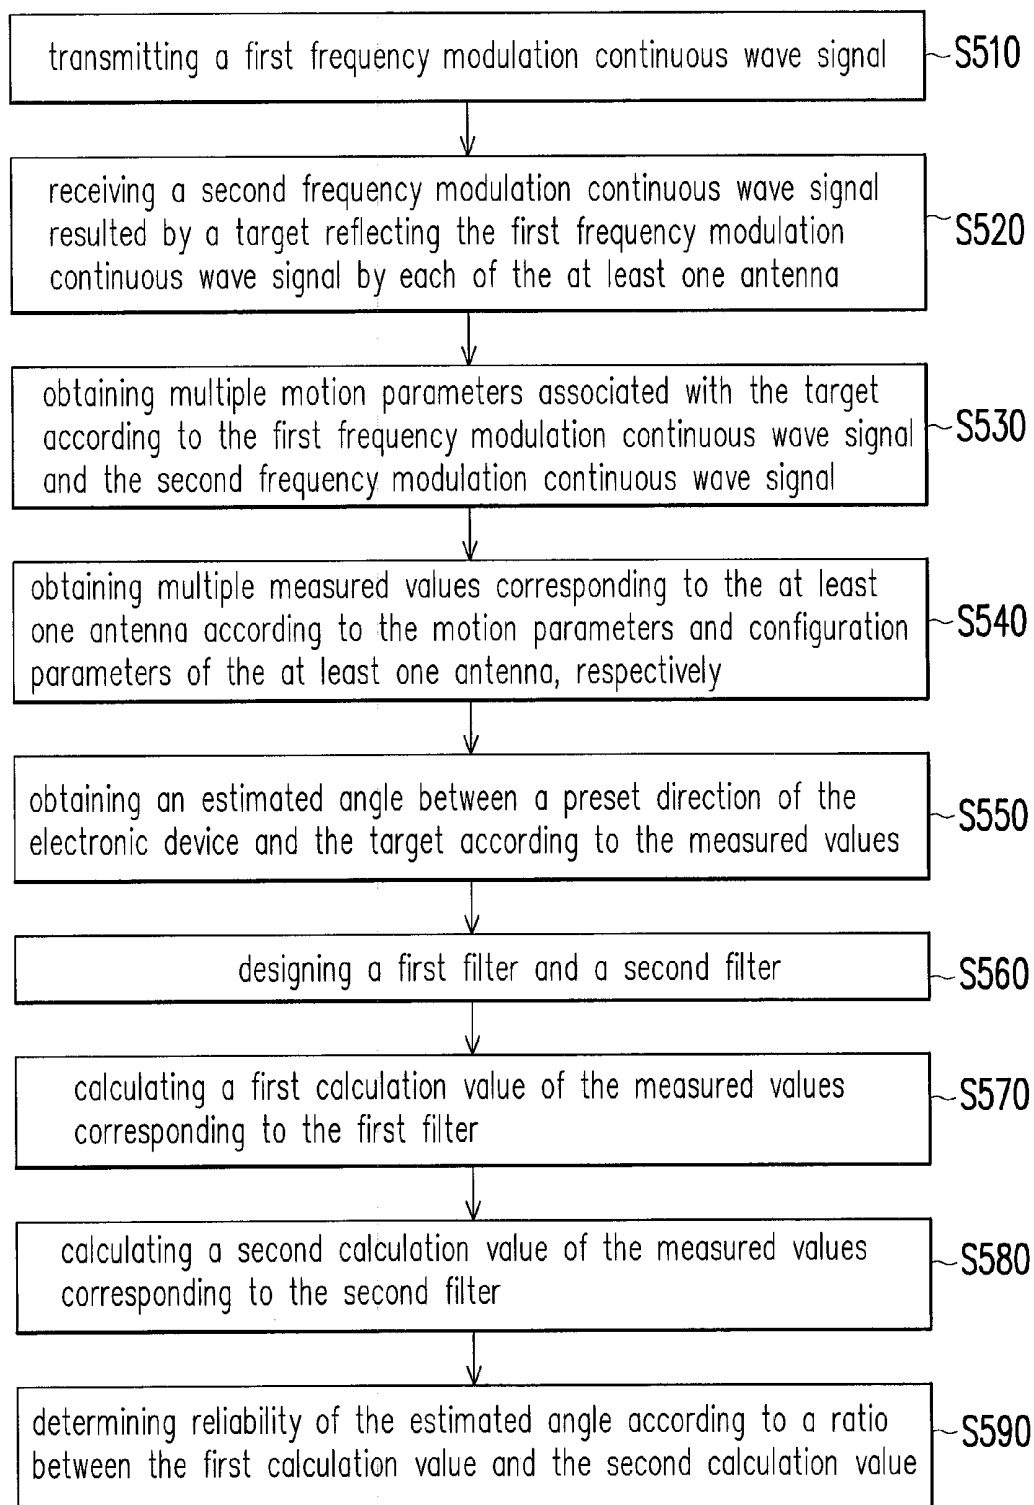 transmitting a first frequency modulation continuous wave signal
S510
receiving a second frequency modulation continuous wave signal
resulted by a target reflecting the first frequency modulation
continuous wave signal by each of the at least one antenna
S520
obtaining multiple motion parameters associated with the target
according to the first frequency modulation continuous wave signal
and the second frequency modulation continuous wave signal
S530
obtaining multiple measured values corresponding to the at least
one antenna according to the motion parameters and configuration
parameters of the at least one antenna, respectively
S540
obtaining an estimated angle between a preset direction of the
electronic device and the target according to the measured values
S550
designing a first filter and a second filter
S560
calculating a first calculation value of the measured values
corresponding to the first filter
S570
calculating a second calculation value of the measured values
corresponding to the second filter
S580
determining reliability of the estimated angle according to a ratio
between the first calculation value and the second calculation value
S590